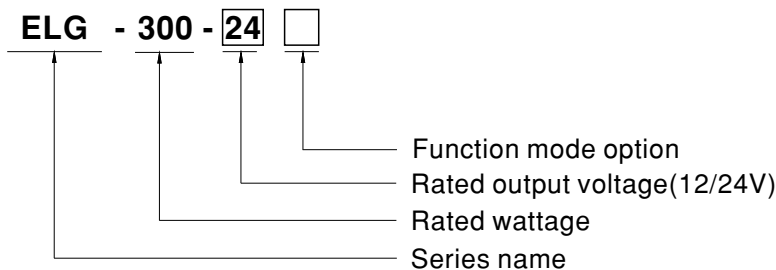 ELG - 300 - 24
Function mode option
Rated output voltage(12/24V)
Rated wattage
Series name